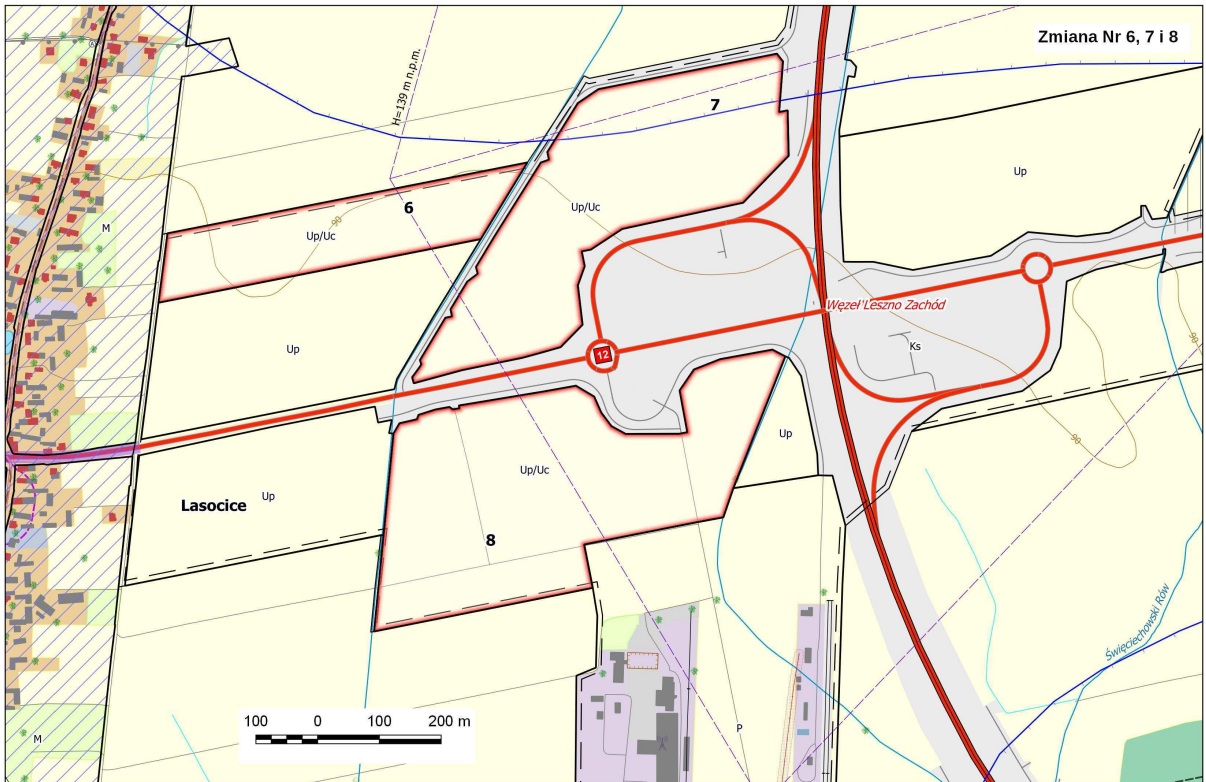 Zmiana Nr 6, 7 i 8
H=139 m n.p.m.
7
Up
6
Up/Uc
M
90
Up/Uc
Węzeł Leszno Zachód
90
Ks
12
Up
90
Up
Up/Uc
Lasocice
Up
8
Święciechowski Rów
100 0 100 200 m
P
M